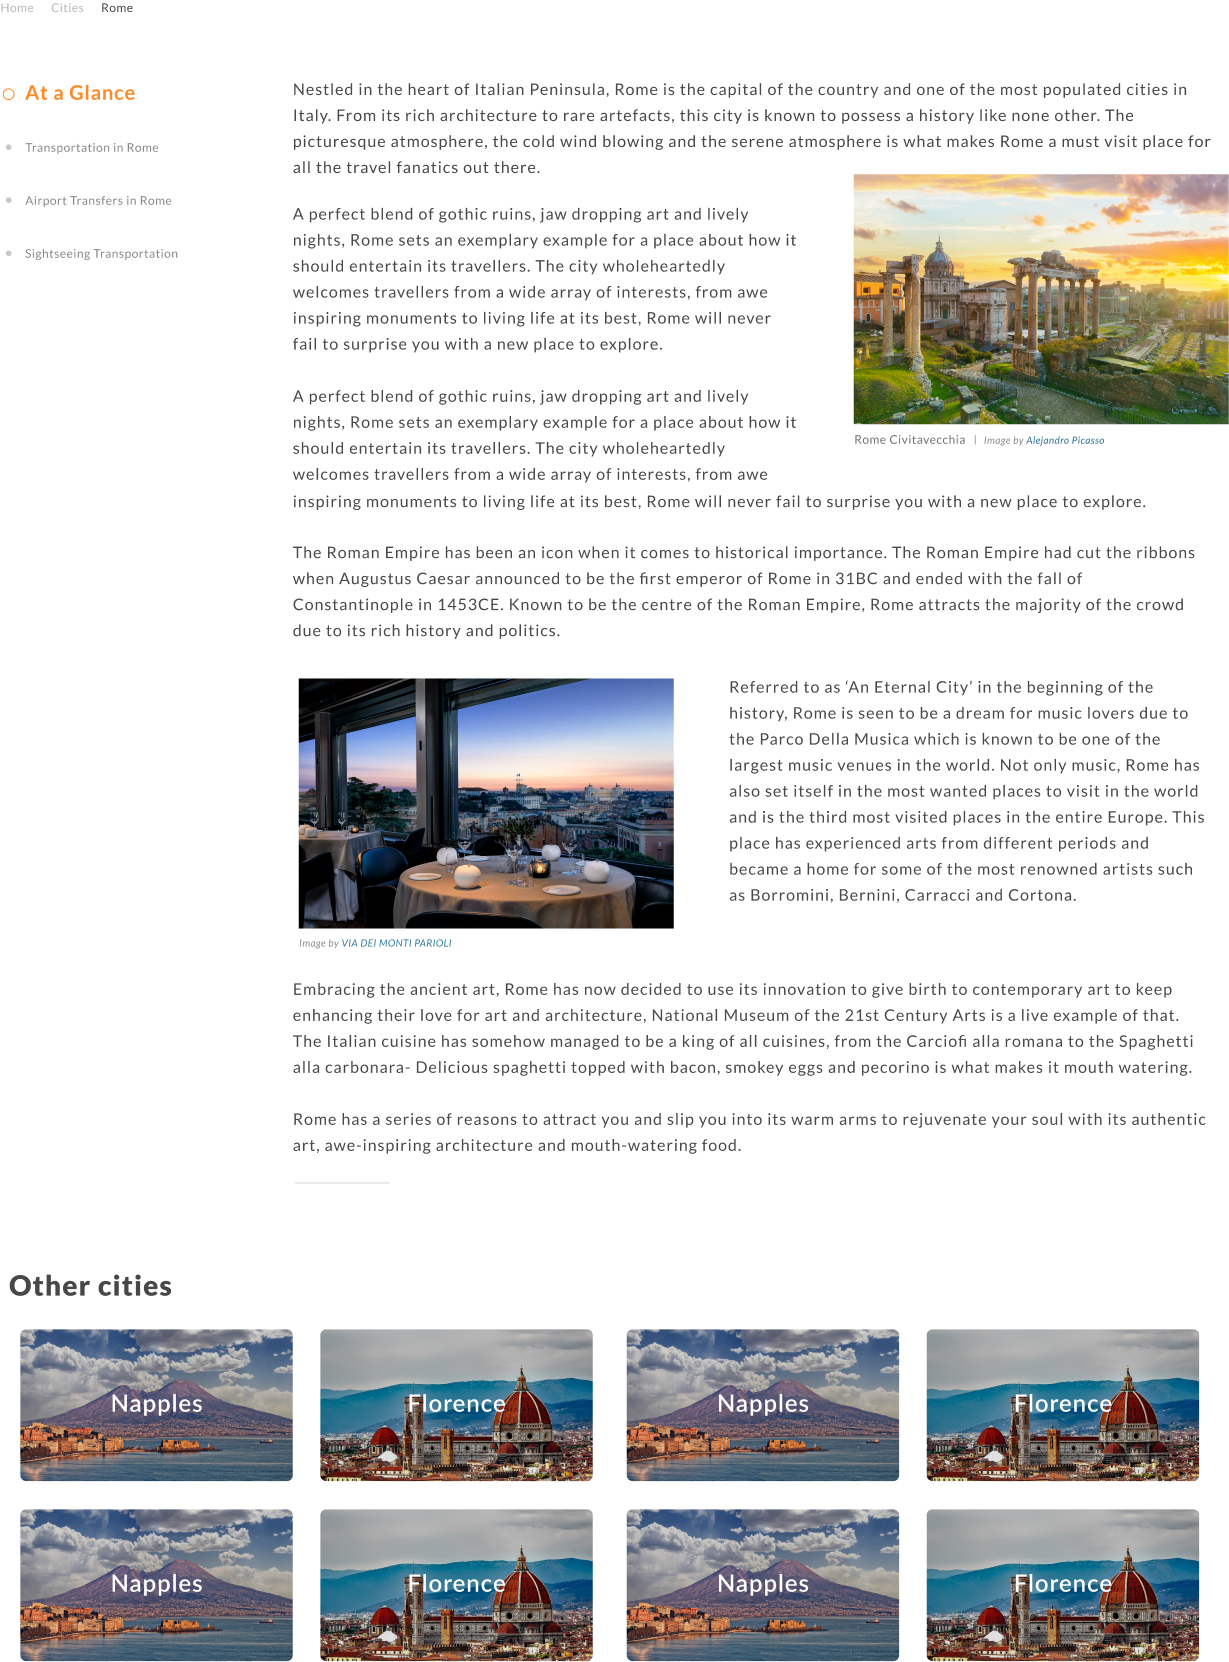 Home Cities Rome
At a Glance
Transportation in Rome
Airport Transfers in Rome
Sightseeing Transportation
Nestled in the heart of Italian Peninsula, Rome is the capital of the country and one of the most populated cities in
Italy. From its rich architecture to rare artefacts, this city is known to possess a history like none other. The
picturesque atmosphere, the cold wind blowing and the serene atmosphere is what makes Rome a must visit place for
all the travel fanatics out there.
A perfect blend of gothic ruins, jaw dropping art and lively
nights, Rome sets an exemplary example for a place about how it
should entertain its travellers. The city wholeheartedly
welcomes travellers from a wide array of interests, from awe
inspiring monuments to living life at its best, Rome will never
fail to surprise you with a new place to explore.
A perfect blend of gothic ruins, jaw dropping art and lively
nights, Rome sets an exemplary example for a place about how it
should entertain its travellers. The city wholeheartedly
welcomes travellers from a wide array of interests, from awe
inspiring monuments to living life at its best, Rome will never fail to surprise you with a new place to explore.
Rome Civitavecchia | Image by Alejandro Picasso
The Roman Empire has been an icon when it comes to historical importance. The Roman Empire had cut the ribbons
when Augustus Caesar announced to be the first emperor of Rome in 31BC and ended with the fall of
Constantinople in 1453CE. Known to be the centre of the Roman Empire, Rome attracts the majority of the crowd
due to its rich history and politics.
Referred to as ‘An Eternal City’ in the beginning of the
history, Rome is seen to be a dream for music lovers due to
the Parco Della Musica which is known to be one of the
largest music venues in the world. Not only music, Rome has
also set itself in the most wanted places to visit in the world
and is the third most visited places in the entire Europe. This
place has experienced arts from different periods and
became a home for some of the most renowned artists such
as Borromini, Bernini, Carracci and Cortona.
Image by VIA DEI MONTI PARIOLI
Embracing the ancient art, Rome has now decided to use its innovation to give birth to contemporary art to keep
enhancing their love for art and architecture, National Museum of the 21st Century Arts is a live example of that.
The Italian cuisine has somehow managed to be a king of all cuisines, from the Carciofi alla romana to the Spaghetti
alla carbonara- Delicious spaghetti topped with bacon, smokey eggs and pecorino is what makes it mouth watering.
Rome has a series of reasons to attract you and slip you into its warm arms to rejuvenate your soul with its authentic
art, awe-inspiring architecture and mouth-watering food.
Other cities
Napples Florence Napples Florence
Napples Florence Napples Florence